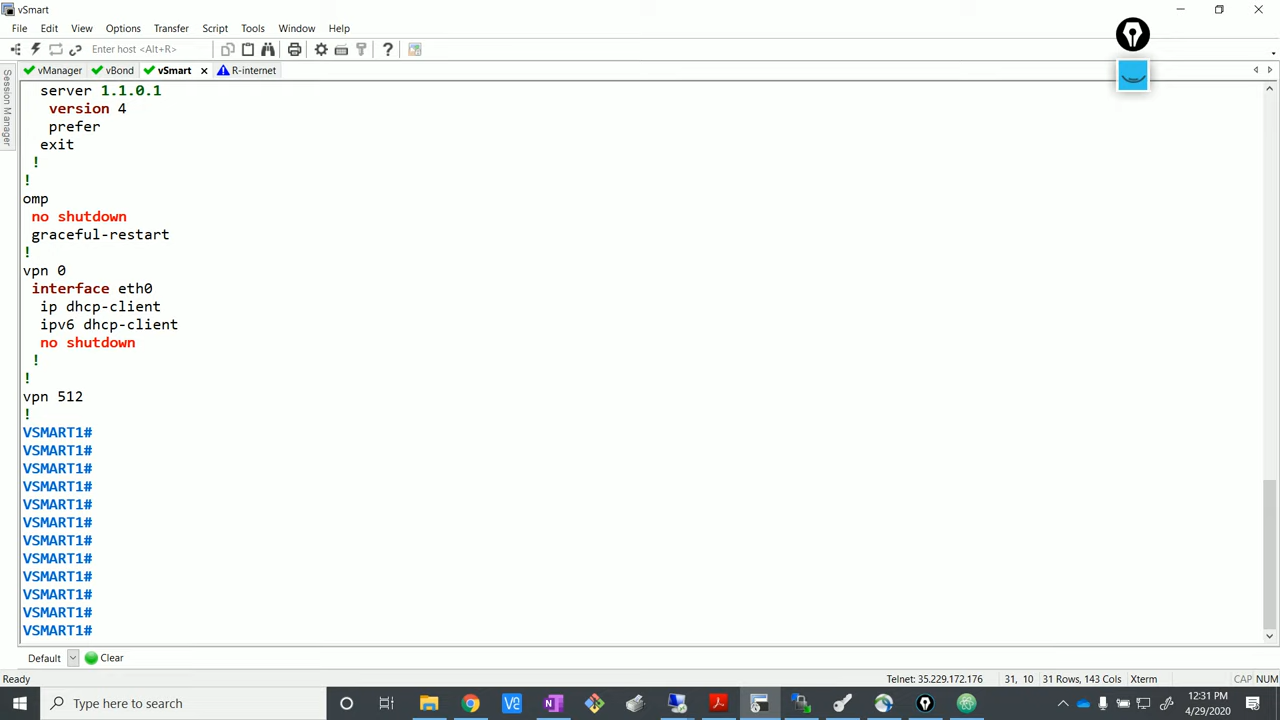 vSmart
File Edit View Options Transfer Script Tools Window Help
Enter host <Alt+R>
Session Manager
vManager vBond vSmart R-internet
server 1.1.0.1
version 4
prefer
exit
!
!
omp
no shutdown
graceful-restart
!
vpn 0
interface eth0
ip dhcp-client
ipv6 dhcp-client
no shutdown
!
!
vpn 512
!
VSMART1#
VSMART1#
VSMART1#
VSMART1#
VSMART1#
VSMART1#
VSMART1#
VSMART1#
VSMART1#
VSMART1#
VSMART1#
VSMART1#
Default Clear
Ready Telnet: 35.229.172.176 31, 10 31 Rows, 143 Cols Xterm CAP NUM
Type here to search
12:31 PM
4/29/2020